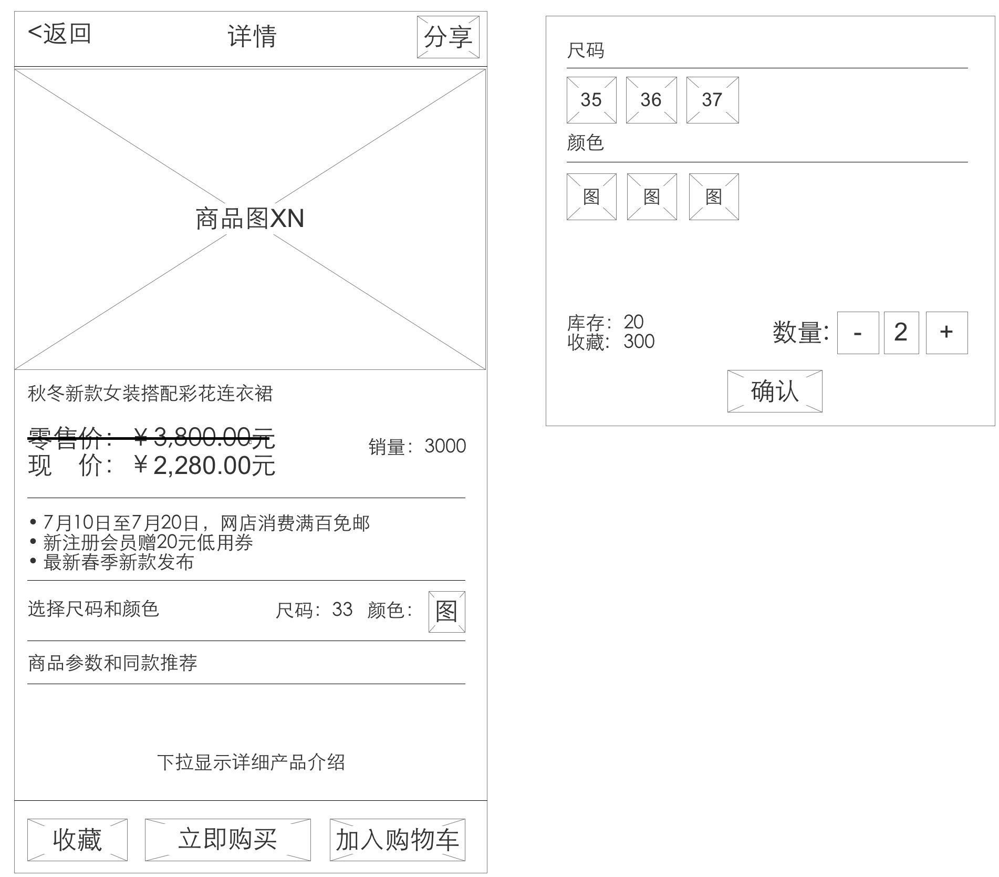 <返回 详情 分享
商品图XN
秋冬新款女装搭配彩花连衣裙
零售价：￥3,800.00元
现 价：￥2,280.00元
销量：3000
• 7月10日至7月20日，网店消费满百免邮
• 新注册会员赠20元低用券
• 最新春季新款发布
选择尺码和颜色 尺码：33 颜色： 图
商品参数和同款推荐
下拉显示详细产品介绍
收藏 立即购买 加入购物车
尺码
35 36 37
颜色
图 图 图
库存：20
收藏：300
数量: - 2 +
确认